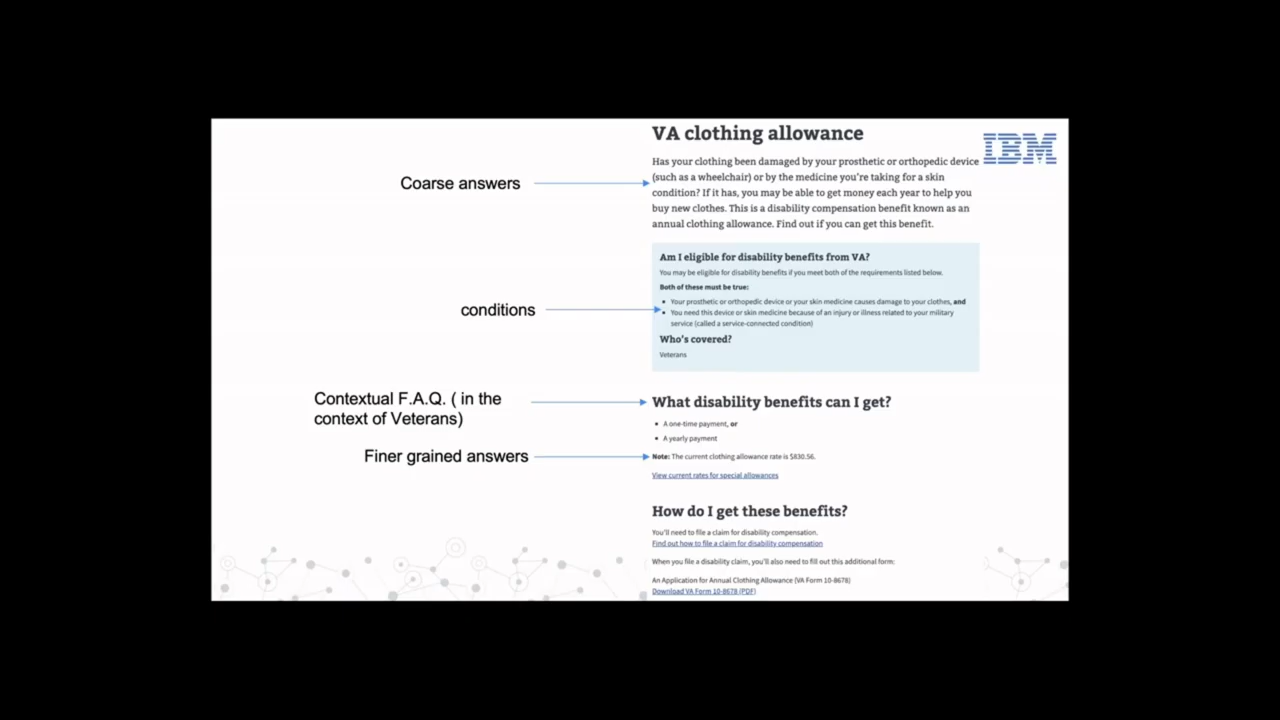 VA clothing allowance
IBM
Has your clothing been damaged by your prosthetic or orthopedic device
(such as a wheelchair) or by the medicine you're taking for a skin
condition? If it has, you may be able to get money each year to help you
buy new clothes. This is a disability compensation benefit known as an
annual clothing allowance. Find out if you can get this benefit.
Coarse answers
Am I eligible for disability benefits from VA?
You may be eligible for disability benefits if you meet both of the requirements listed below.
Both of these must be true:
• Your prosthetic or orthopedic device or your skin medicine causes damage to your clothes, and
• You need this device or skin medicine because of an injury or illness related to your military
service (called a service-connected condition)
conditions
Who's covered?
Veterans
Contextual F.A.Q. ( in the
context of Veterans)
What disability benefits can I get?
• A one-time payment, or
• A yearly payment
Finer grained answers
Note: The current clothing allowance rate is $830.56.
View current rates for special allowances
How do I get these benefits?
You'll need to file a claim for disability compensation.
Find out how to file a claim for disability compensation
When you file a disability claim, you'll also need to fill out this additional form:
An Application for Annual Clothing Allowance (VA Form 10-8678)
Download VA Form 10-8678 (PDF)